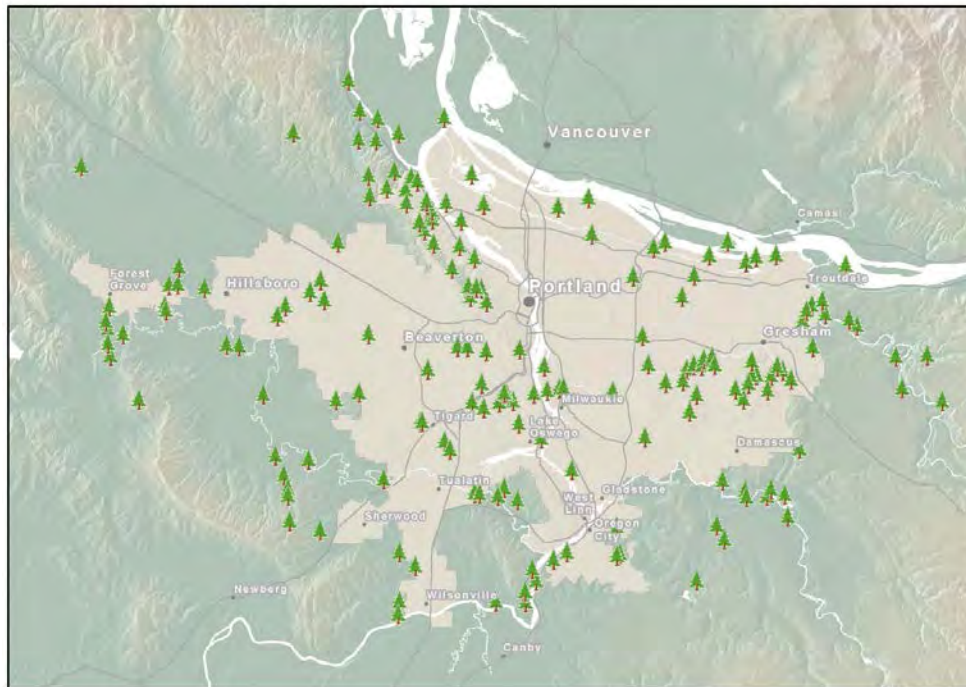 Vancouver
Camas
Forest
Grove
Hillsboro
Portland
Troutdale
Beaverton
Gresham
Milwaukie
Tigard
Lake
Oswego
Damascus
Tualatin
Gladstone
West
Linn
Sherwood
Oregon
City
Newberg
Wilsonville
Canby